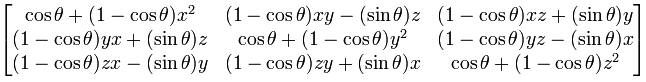 cos θ + (1 − cos θ)x² (1 − cos θ)xy − (sin θ)z (1 − cos θ)xz + (sin θ)y
(1 − cos θ)yx + (sin θ)z cos θ + (1 − cos θ)y² (1 − cos θ)yz − (sin θ)x
(1 − cos θ)zx − (sin θ)y (1 − cos θ)zy + (sin θ)x cos θ + (1 − cos θ)z²